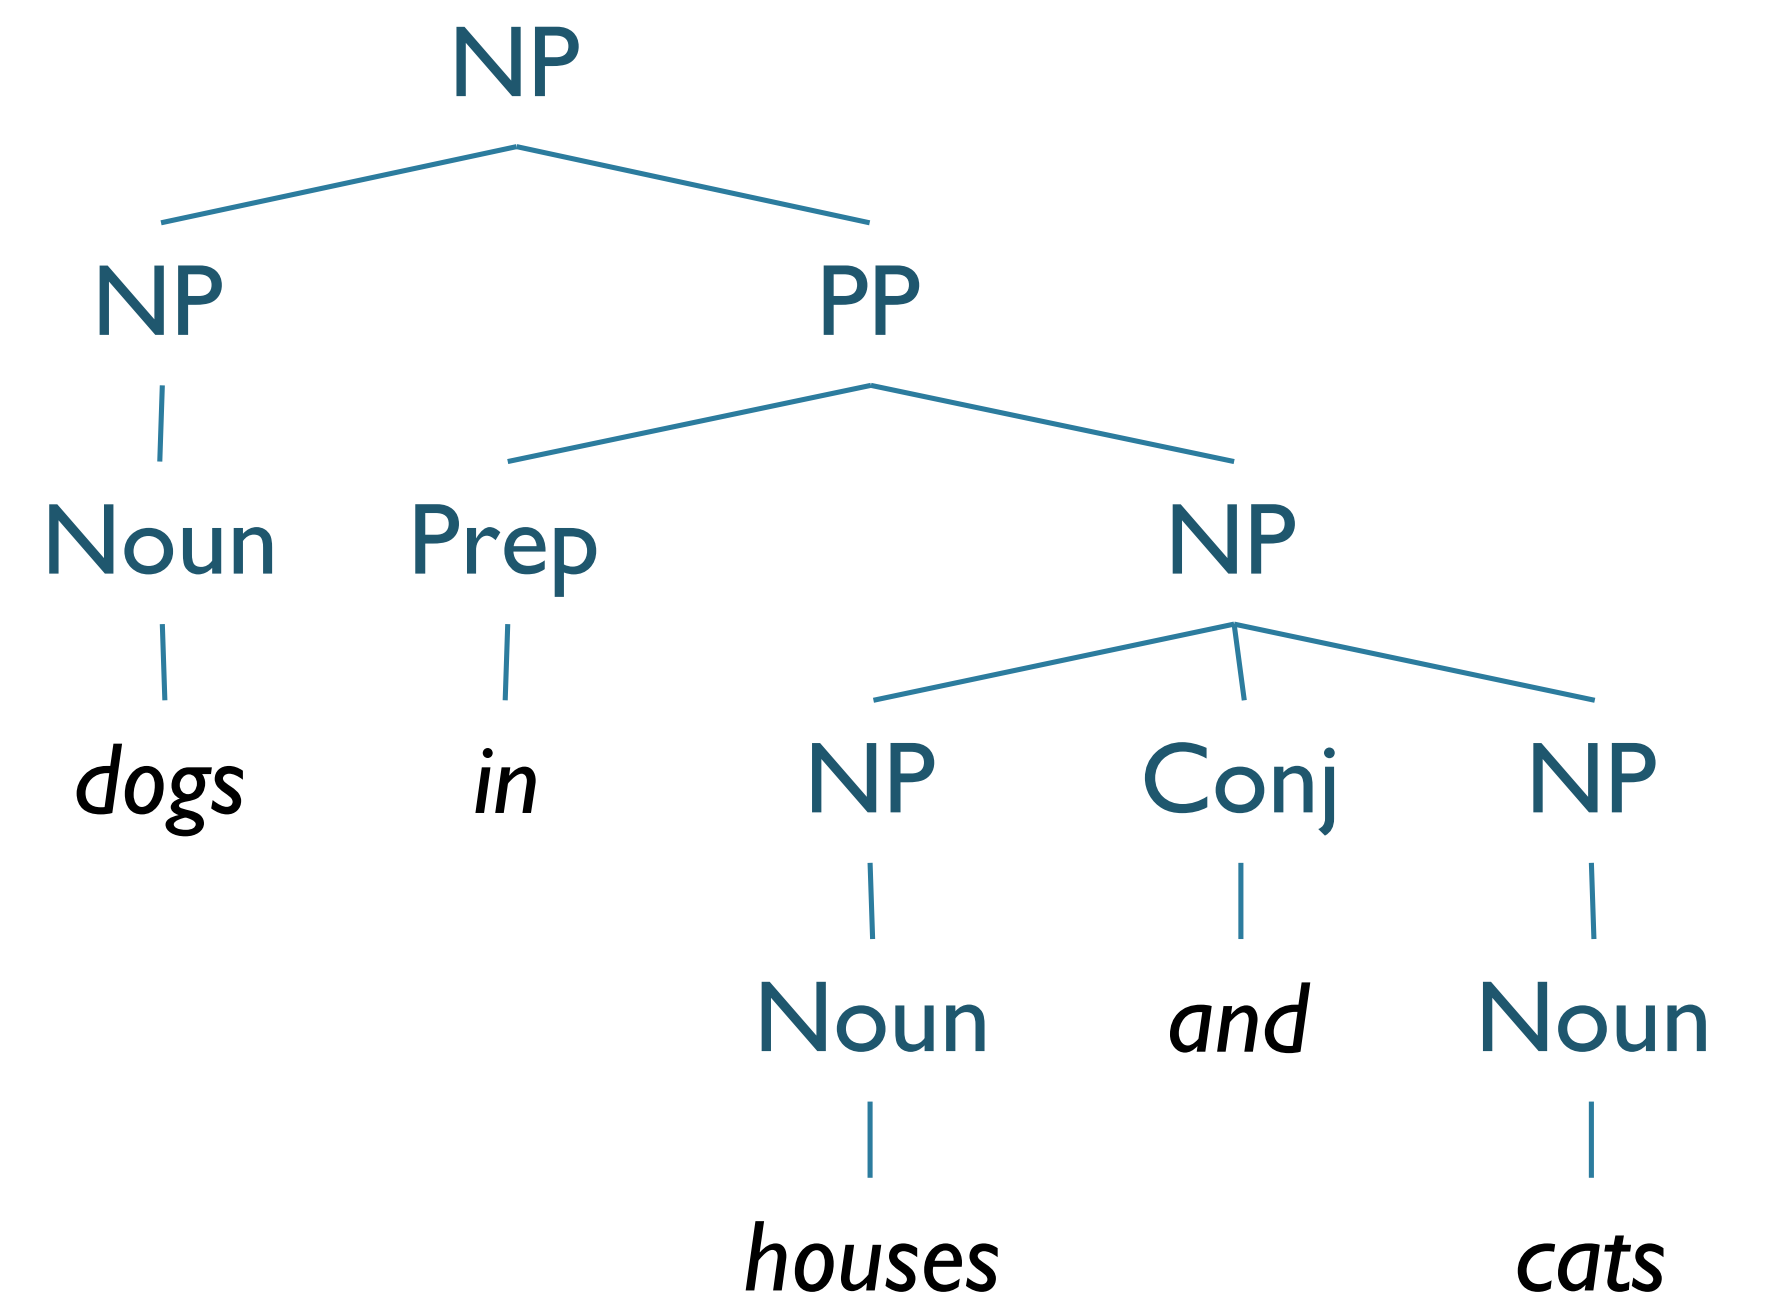 NP
NP PP
Noun Prep NP
dogs in NP Conj NP
Noun and Noun
houses cats